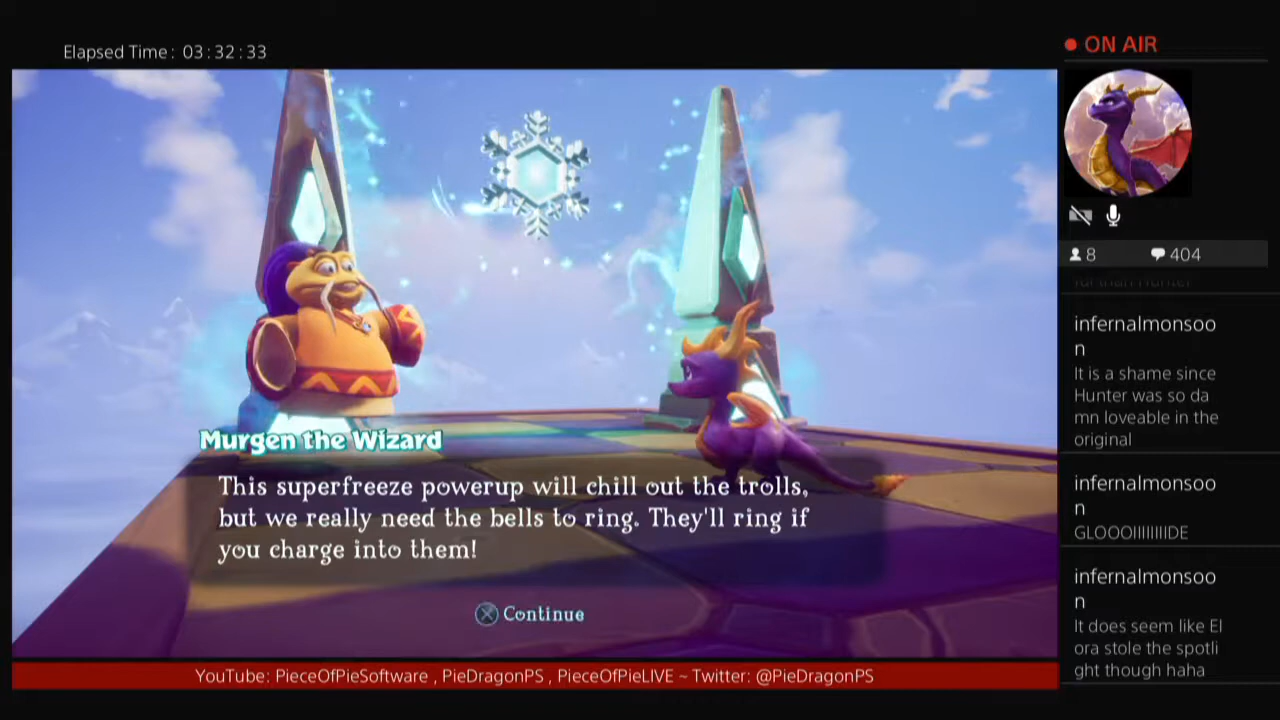 Elapsed Time: 03:32:33
ON AIR
8 404
infernalmonsoo
n
It is a shame since
Hunter was so da
mn loveable in the
original
infernalmonsoo
n
GLOOOIIIIIIIIIDE
infernalmonsoo
n
It does seem like El
ora stole the spotli
ght though haha
Murgen the Wizard
This superfreeze powerup will chill out the trolls,
but we really need the bells to ring. They'll ring if
you charge into them!
Continue
YouTube: PieceOfPieSoftware , PieDragonPS , PieceOfPieLIVE ~ Twitter: @PieDragonPS